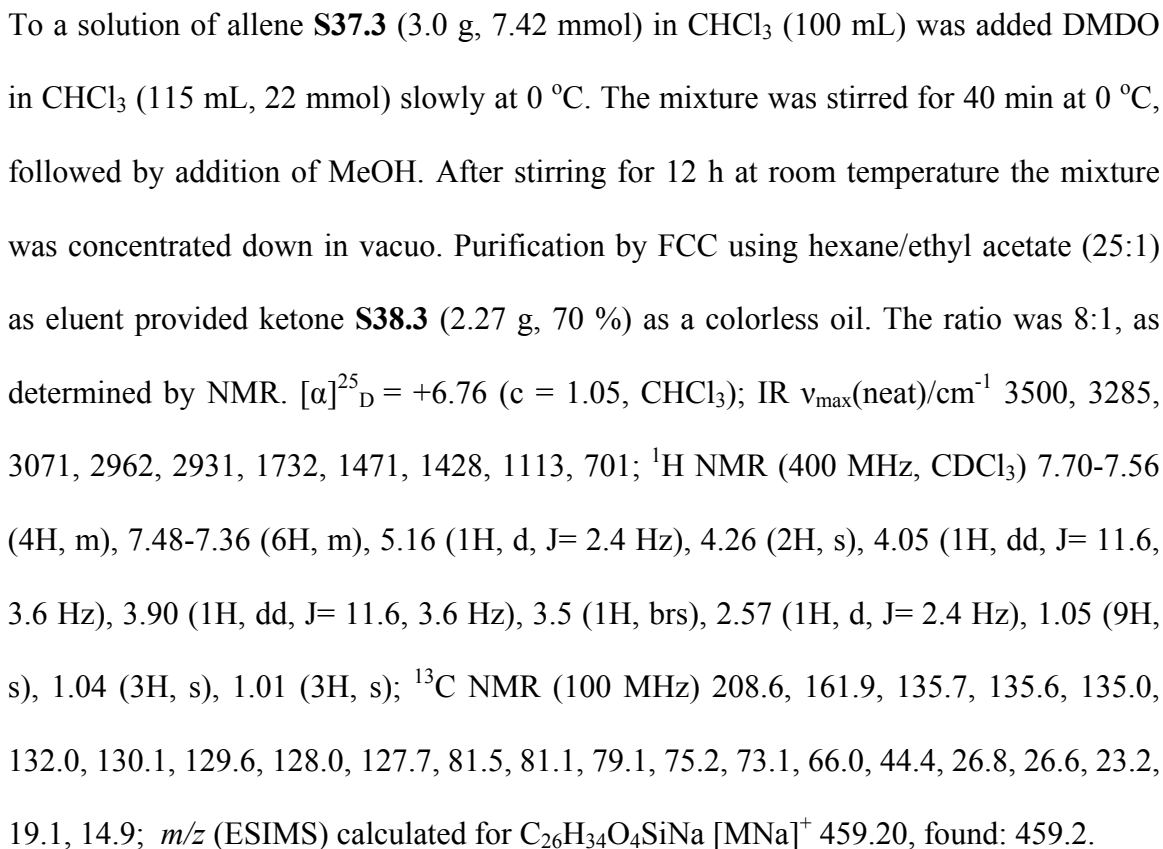 To a solution of allene S37.3 (3.0 g, 7.42 mmol) in CHCl₃ (100 mL) was added DMDO
in CHCl₃ (115 mL, 22 mmol) slowly at 0 °C. The mixture was stirred for 40 min at 0 °C,
followed by addition of MeOH. After stirring for 12 h at room temperature the mixture
was concentrated down in vacuo. Purification by FCC using hexane/ethyl acetate (25:1)
as eluent provided ketone S38.3 (2.27 g, 70 %) as a colorless oil. The ratio was 8:1, as
determined by NMR. [α]²⁵D = +6.76 (c = 1.05, CHCl₃); IR νmax(neat)/cm⁻¹ 3500, 3285,
3071, 2962, 2931, 1732, 1471, 1428, 1113, 701; ¹H NMR (400 MHz, CDCl₃) 7.70-7.56
(4H, m), 7.48-7.36 (6H, m), 5.16 (1H, d, J= 2.4 Hz), 4.26 (2H, s), 4.05 (1H, dd, J= 11.6,
3.6 Hz), 3.90 (1H, dd, J= 11.6, 3.6 Hz), 3.5 (1H, brs), 2.57 (1H, d, J= 2.4 Hz), 1.05 (9H,
s), 1.04 (3H, s), 1.01 (3H, s); ¹³C NMR (100 MHz) 208.6, 161.9, 135.7, 135.6, 135.0,
132.0, 130.1, 129.6, 128.0, 127.7, 81.5, 81.1, 79.1, 75.2, 73.1, 66.0, 44.4, 26.8, 26.6, 23.2,
19.1, 14.9; m/z (ESIMS) calculated for C₂₆H₃₄O₄SiNa [MNa]⁺ 459.20, found: 459.2.